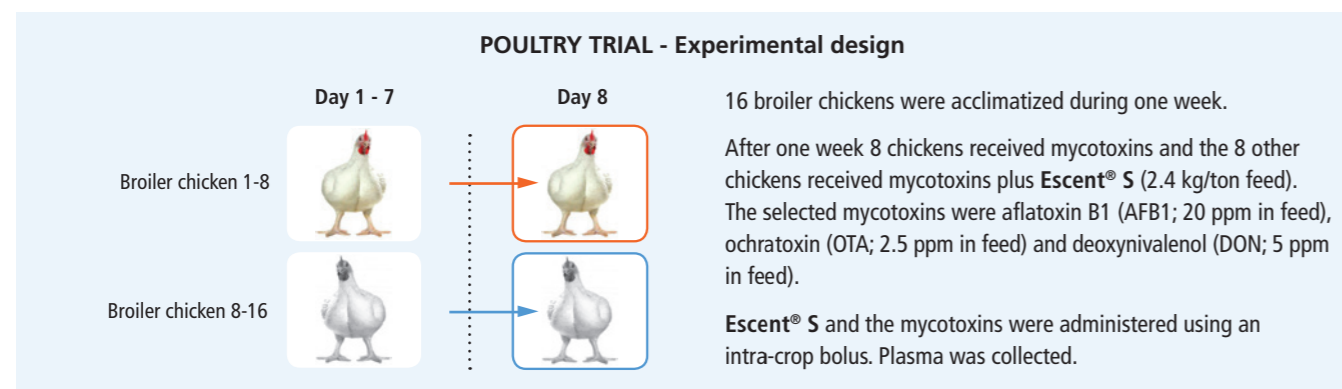 POULTRY TRIAL - Experimental design
Day 1 - 7
Day 8
Broiler chicken 1-8
Broiler chicken 8-16
16 broiler chickens were acclimatized during one week.
After one week 8 chickens received mycotoxins and the 8 other
chickens received mycotoxins plus Escent® S (2.4 kg/ton feed).
The selected mycotoxins were aflatoxin B1 (AFB1; 20 ppm in feed),
ochratoxin (OTA; 2.5 ppm in feed) and deoxynivalenol (DON; 5 ppm
in feed).
Escent® S and the mycotoxins were administered using an
intra-crop bolus. Plasma was collected.